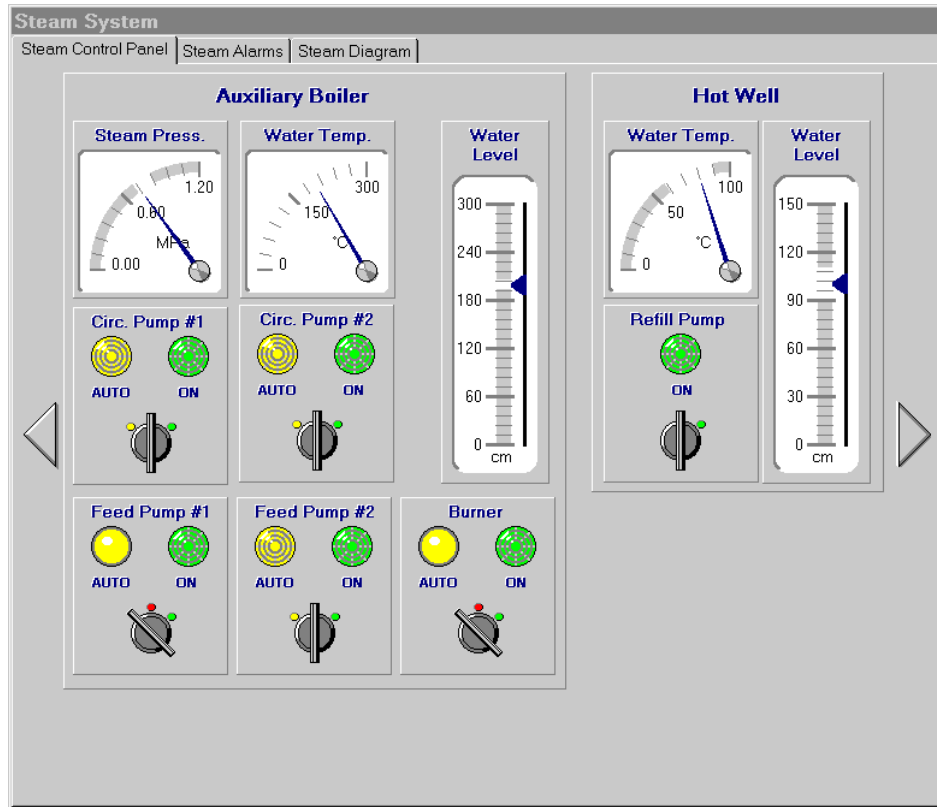 Steam System
Steam Control Panel
Steam Alarms
Steam Diagram
Auxiliary Boiler
Steam Press.
1.20
0.60
MPa
0.00
Water Temp.
300
150
°C
0
Water
Level
300
240
180
120
60
0
cm
Circ. Pump #1
AUTO
ON
Circ. Pump #2
AUTO
ON
Feed Pump #1
AUTO
ON
Feed Pump #2
AUTO
ON
Burner
AUTO
ON
Hot Well
Water Temp.
100
50
°C
0
Water
Level
150
120
90
60
30
0
cm
Refill Pump
ON